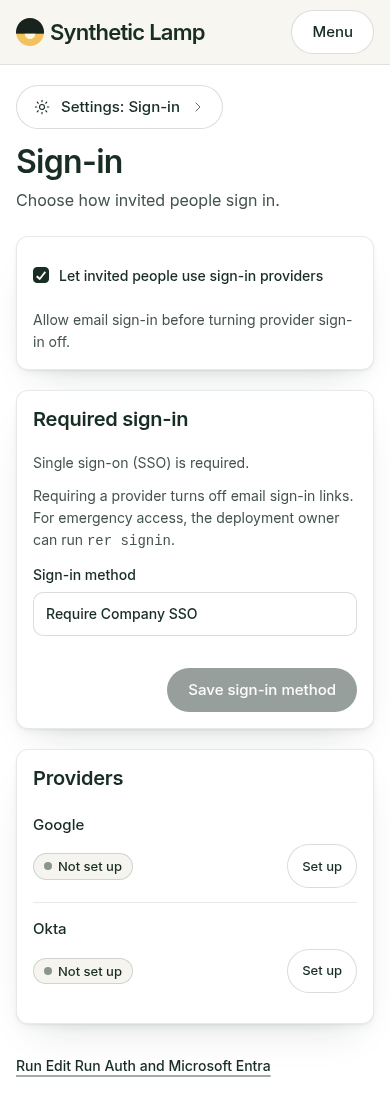 Synthetic Lamp
Menu
Settings: Sign-in
Sign-in
Choose how invited people sign in.
Let invited people use sign-in providers
Allow email sign-in before turning provider sign-
in off.
Required sign-in
Single sign-on (SSO) is required.
Requiring a provider turns off email sign-in links.
For emergency access, the deployment owner
can run rer signin.
Sign-in method
Require Company SSO
Save sign-in method
Providers
Google
Not set up
Set up
Okta
Not set up
Set up
Run Edit Run Auth and Microsoft Entra